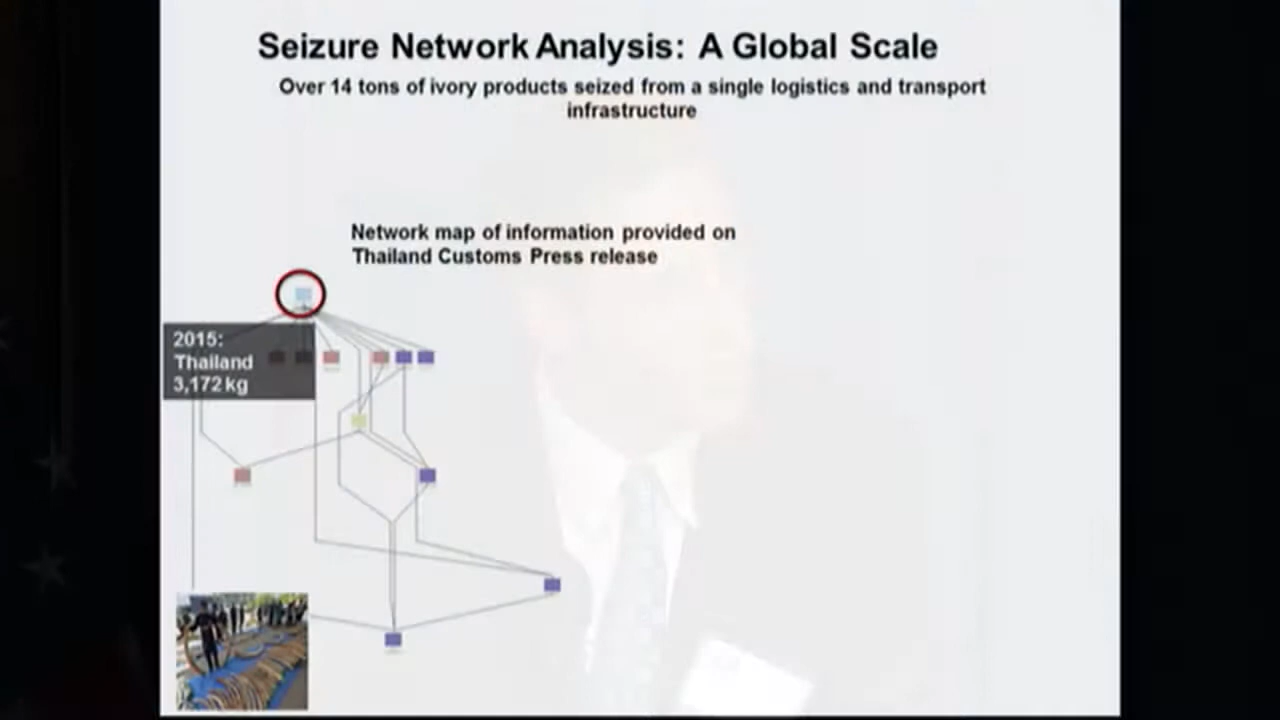 Seizure Network Analysis: A Global Scale
Over 14 tons of ivory products seized from a single logistics and transport
infrastructure
Network map of information provided on
Thailand Customs Press release
2015:
Thailand
3,172 kg